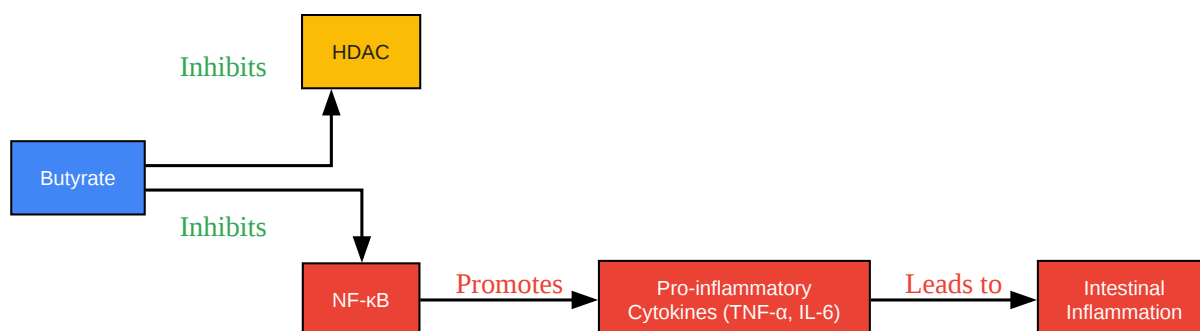 HDAC
Inhibits
Butyrate
Inhibits
NF-κB
Promotes
Pro-inflammatory
Cytokines (TNF-α, IL-6)
Leads to
Intestinal
Inflammation